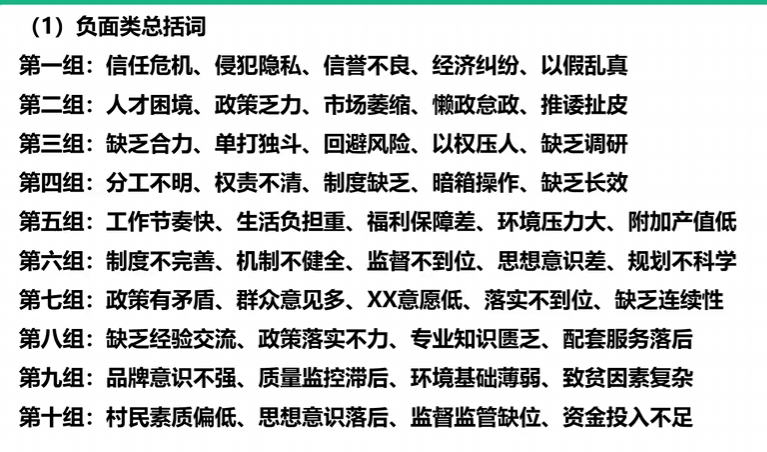 （1）负面类总括词
第一组：信任危机、侵犯隐私、信誉不良、经济纠纷、以假乱真
第二组：人才困境、政策乏力、市场萎缩、懒政怠政、推诿扯皮
第三组：缺乏合力、单打独斗、回避风险、以权压人、缺乏调研
第四组：分工不明、权责不清、制度缺乏、暗箱操作、缺乏长效
第五组：工作节奏快、生活负担重、福利保障差、环境压力大、附加产值低
第六组：制度不完善、机制不健全、监督不到位、思想意识差、规划不科学
第七组：政策有矛盾、群众意见多、XX意愿低、落实不到位、缺乏连续性
第八组：缺乏经验交流、政策落实不力、专业知识匮乏、配套服务落后
第九组：品牌意识不强、质量监控滞后、环境基础薄弱、致贫因素复杂
第十组：村民素质偏低、思想意识落后、监督监管缺位、资金投入不足